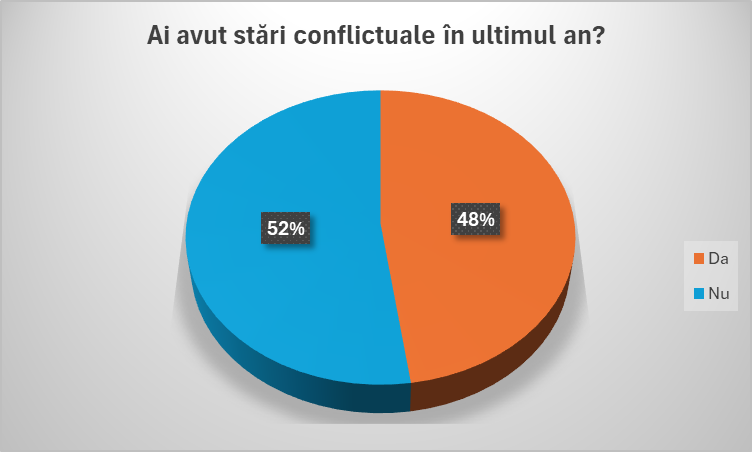 Ai avut stări conflictuale în ultimul an?
52%
48%
Da
Nu